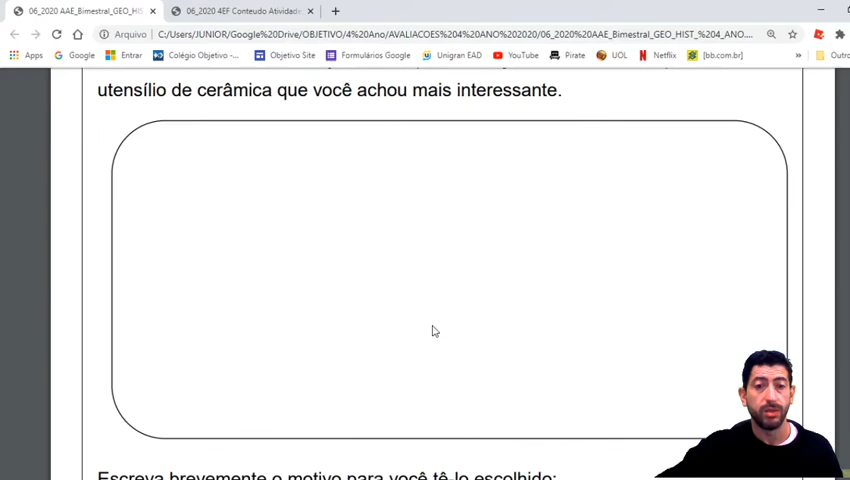 06_2020 AAE_Bimestral_GEO_HIS
06_2020 4EF Conteudo Atividade
Arquivo
C:/Users/JUNIOR/Google%20Drive/OBJETIVO/4%20Ano/AVALIACOES%204%20ANO%202020/06_2020%20AAE_Bimestral_GEO_HIST_%204_ANO....
Apps
Google
Entrar
Colégio Objetivo -...
Objetivo Site
Formulários Google
Unigran EAD
YouTube
Pirate
UOL
Netflix
[bb.com.br]
»
Outro
utensílio de cerâmica que você achou mais interessante.
Escreva brevemente o motivo para você tê-lo escolhido: